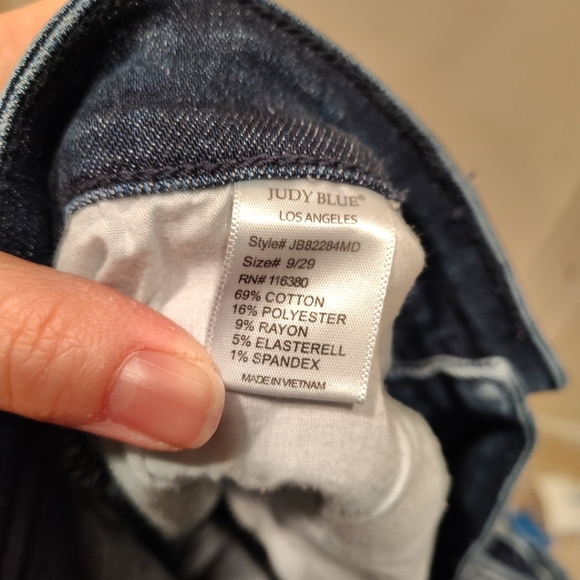 JUDY BLUE®
LOS ANGELES
Style# JB82284MD
Size# 9/29
RN# 116380
69% COTTON
16% POLYESTER
9% RAYON
5% ELASTERELL
1% SPANDEX
MADE IN VIETNAM